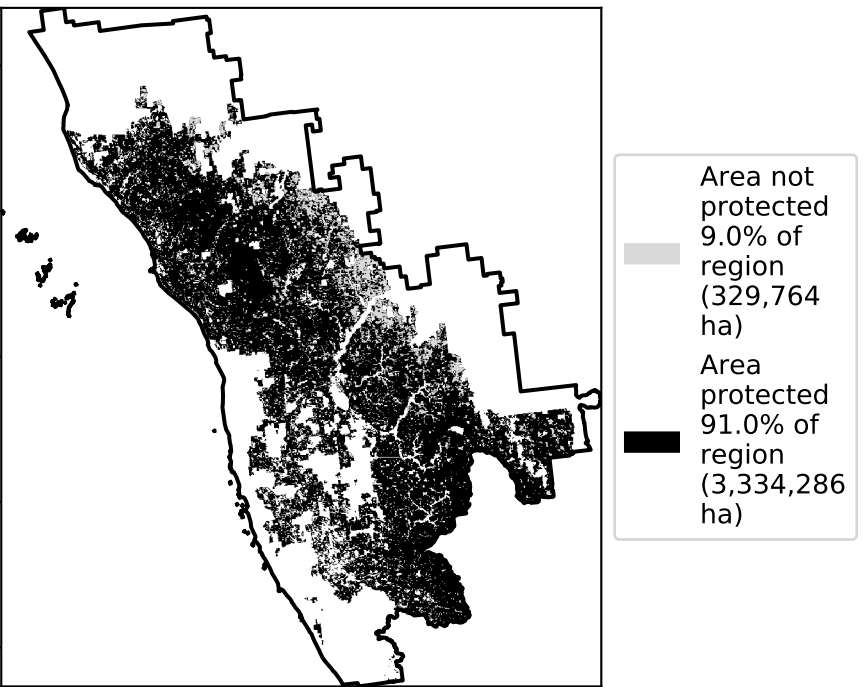 Area not
protected
9.0% of
region
(329,764
ha)
Area
protected
91.0% of
region
(3,334,286
ha)